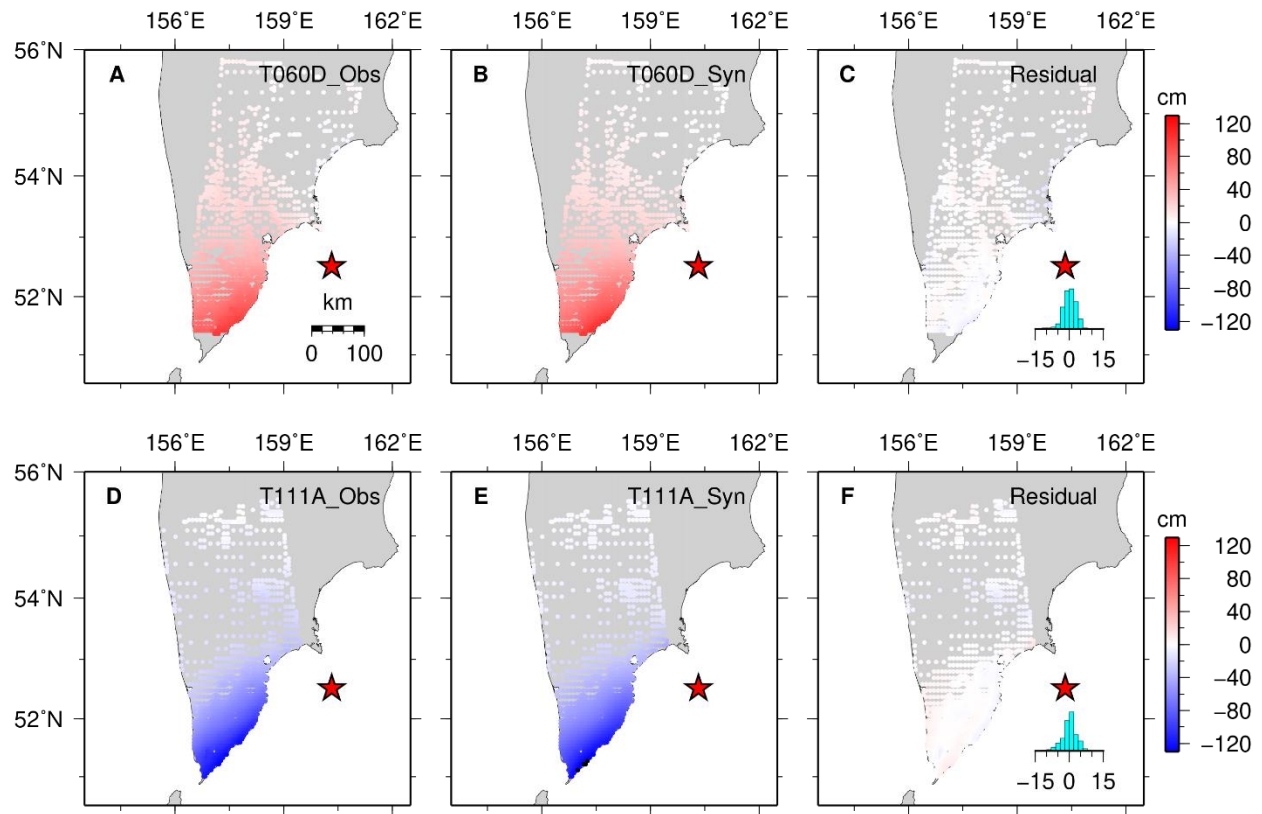 156°E 159°E 162°E 156°E 159°E 162°E 156°E 159°E 162°E
56°N
A T060D_Obs B T060D_Syn C Residual
cm
120
80
54°N
40
0
−40
52°N
km
−80
−120
0 100
−15 0 15
156°E 159°E 162°E 156°E 159°E 162°E 156°E 159°E 162°E
56°N
D T111A_Obs E T111A_Syn F Residual
cm
120
80
54°N
40
0
−40
52°N
−80
−120
−15 0 15